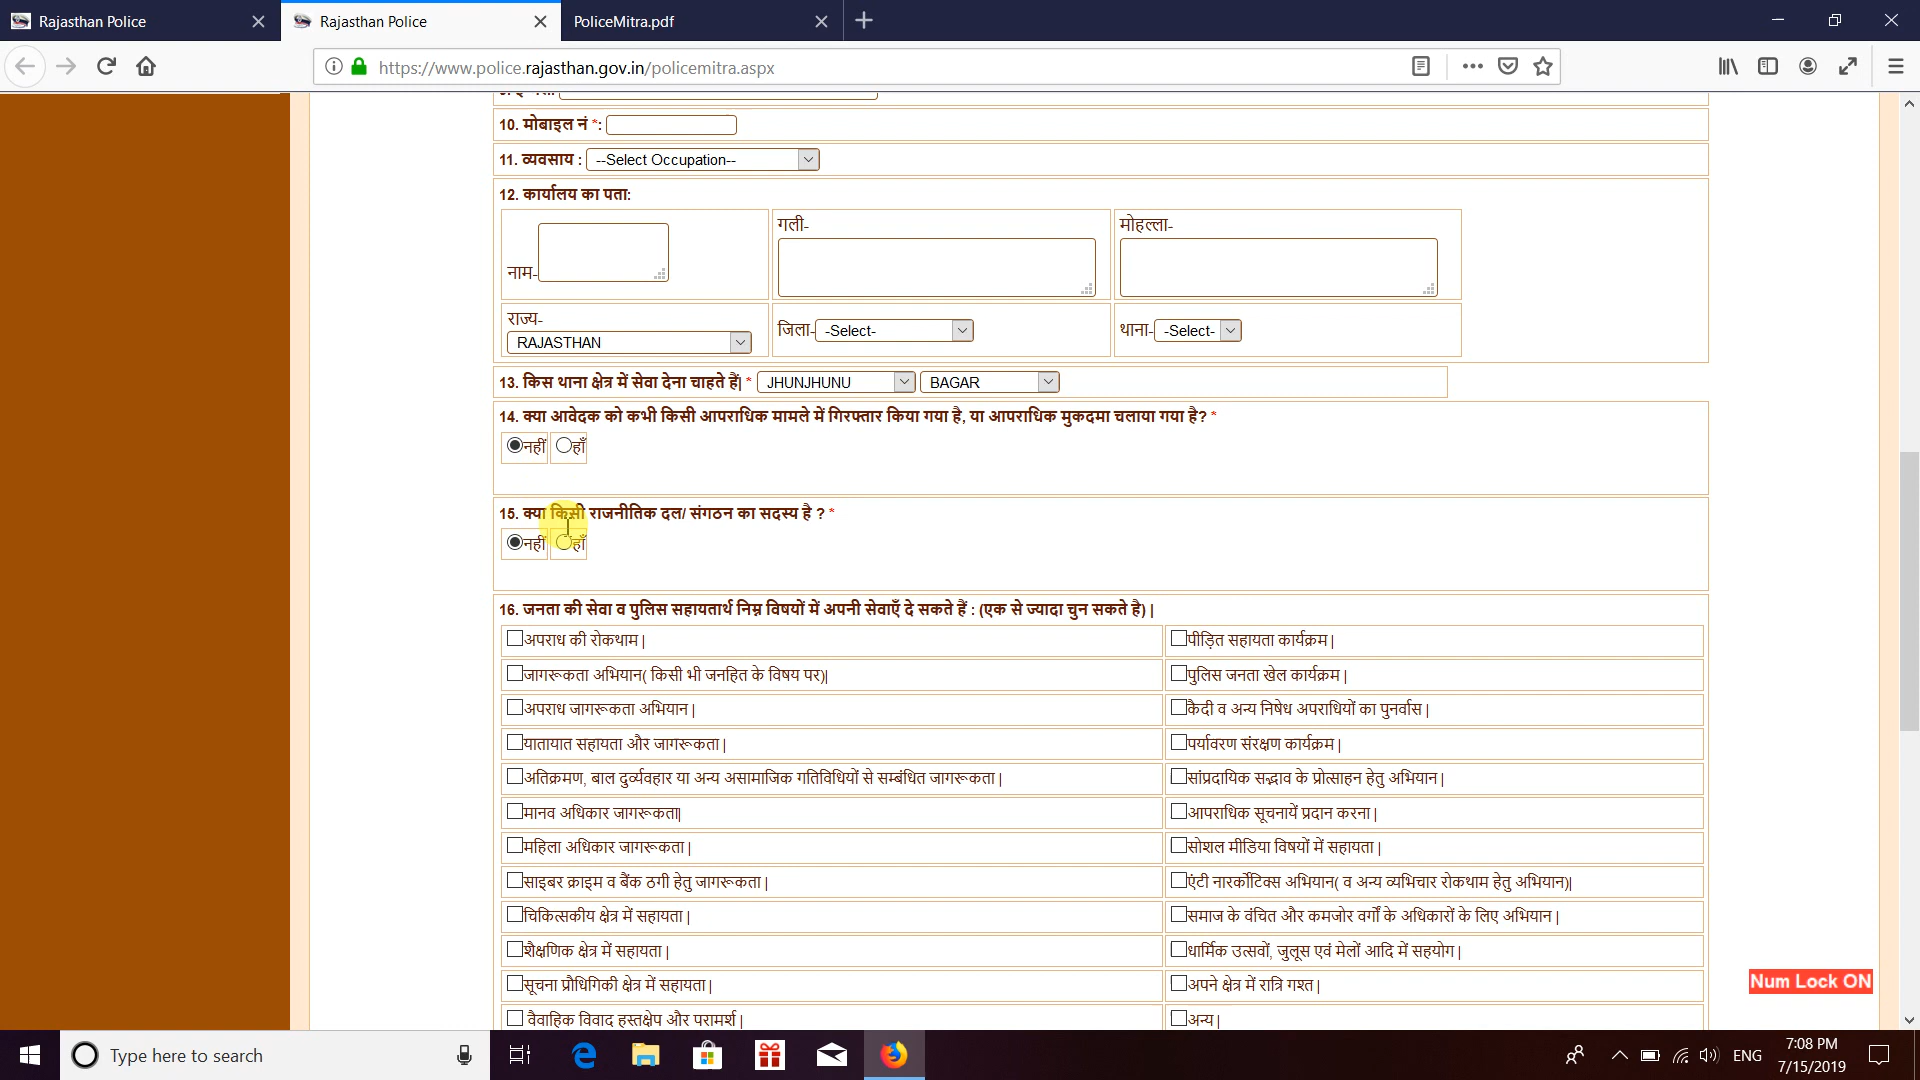 Rajasthan Police
Rajasthan Police
PoliceMitra.pdf
https://www.police.rajasthan.gov.in/policemitra.aspx
10. मोबाइल नं *:
11. व्यवसाय : --Select Occupation--
12. कार्यालय का पता:
नाम-
गली-
मोहल्ला-
राज्य-
RAJASTHAN
जिला- -Select-
थाना- -Select-
13. किस थाना क्षेत्र में सेवा देना चाहते हैं| * JHUNJHUNU BAGAR
14. क्या आवेदक को कभी किसी आपराधिक मामले में गिरफ्तार किया गया है, या आपराधिक मुकदमा चलाया गया है? *
नहीं हाँ
15. क्या किसी राजनीतिक दल/ संगठन का सदस्य है ? *
नहीं हाँ
16. जनता की सेवा व पुलिस सहायतार्थ निम्न विषयों में अपनी सेवाएँ दे सकते हैं : (एक से ज्यादा चुन सकते है) |
अपराध की रोकथाम |
पीड़ित सहायता कार्यक्रम |
जागरूकता अभियान( किसी भी जनहित के विषय पर)|
पुलिस जनता खेल कार्यक्रम |
अपराध जागरूकता अभियान |
कैदी व अन्य निषेध अपराधियों का पुनर्वास |
यातायात सहायता और जागरूकता |
पर्यावरण संरक्षण कार्यक्रम |
अतिक्रमण, बाल दुर्व्यवहार या अन्य असामाजिक गतिविधियों से सम्बंधित जागरूकता |
सांप्रदायिक सद्भाव के प्रोत्साहन हेतु अभियान |
मानव अधिकार जागरूकता|
आपराधिक सूचनायें प्रदान करना |
महिला अधिकार जागरूकता |
सोशल मीडिया विषयों में सहायता |
साइबर क्राइम व बैंक ठगी हेतु जागरूकता |
एंटी नारकोटिक्स अभियान( व अन्य व्यभिचार रोकथाम हेतु अभियान)|
चिकित्सकीय क्षेत्र में सहायता |
समाज के वंचित और कमजोर वर्गों के अधिकारों के लिए अभियान |
शैक्षणिक क्षेत्र में सहायता |
धार्मिक उत्सवों, जुलूस एवं मेलों आदि में सहयोग |
सूचना प्रौधिगिकी क्षेत्र में सहायता |
अपने क्षेत्र में रात्रि गश्त |
वैवाहिक विवाद हस्तक्षेप और परामर्श |
अन्य |
Num Lock ON
Type here to search
ENG
7:08 PM
7/15/2019